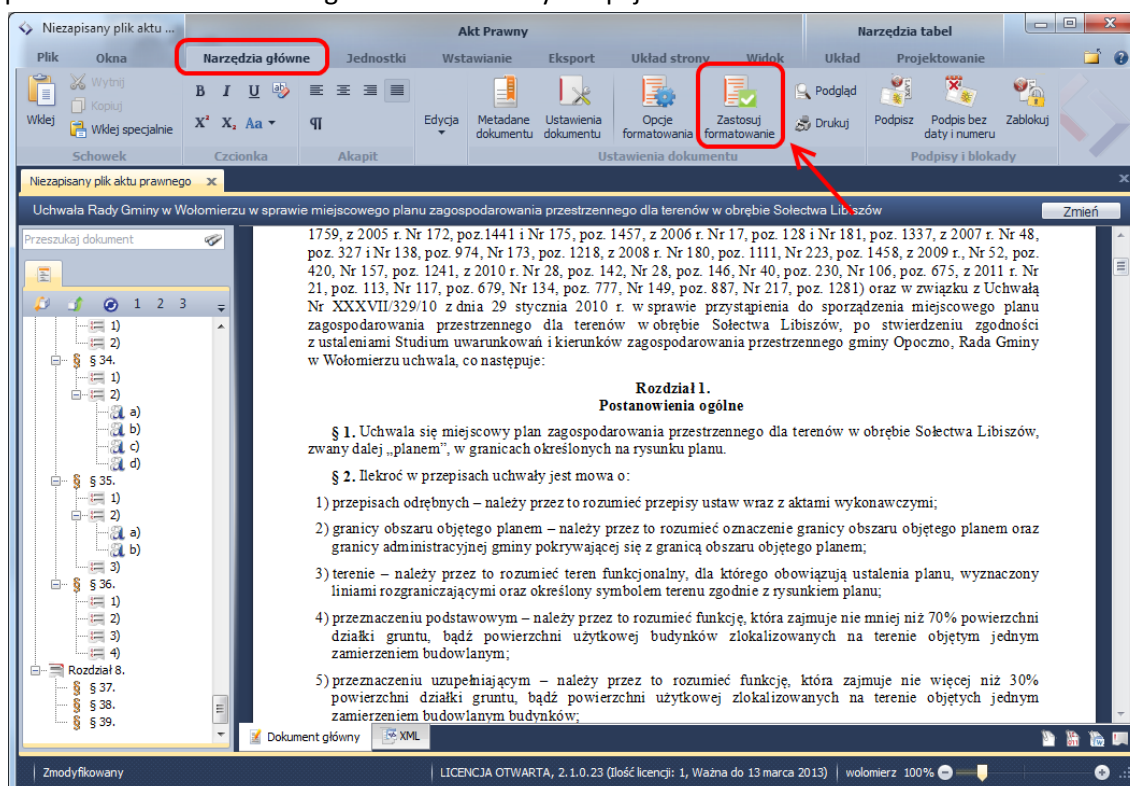 Niezapisany plik aktu ...
Akt Prawny
Narzędzia tabel
Plik Okna Narzędzia główne Jednostki Wstawianie Eksport Układ strony Widok Układ Projektowanie
Wklej
Wytnij
Kopiuj
Wklej specjalnie
Schowek
B I U
X² X₂ Aa
Czcionka
¶
Akapit
Edycja
Metadane dokumentu
Ustawienia dokumentu
Opcje formatowania
Zastosuj formatowanie
Podgląd
Drukuj
Ustawienia dokumentu
Podpisz
Podpis bez daty i numeru
Zablokuj
Podpisy i blokady
Niezapisany plik aktu prawnego x
Uchwała Rady Gminy w Wołomierzu w sprawie miejscowego planu zagospodarowania przestrzennego dla terenów w obrębie Sołectwa Libiszów
Zmień
Przeszukaj dokument
1 2 3
1)
2)
§ § 34.
1)
2)
a)
b)
c)
d)
§ § 35.
1)
2)
a)
b)
3)
§ § 36.
1)
2)
3)
4)
Rozdział 8.
§ § 37.
§ § 38.
§ § 39.
1759, z 2005 r. Nr 172, poz.1441 i Nr 175, poz. 1457, z 2006 r. Nr 17, poz. 128 i Nr 181, poz. 1337, z 2007 r. Nr 48,
poz. 327 i Nr 138, poz. 974, Nr 173, poz. 1218, z 2008 r. Nr 180, poz. 1111, Nr 223, poz. 1458, z 2009 r., Nr 52, poz.
420, Nr 157, poz. 1241, z 2010 r. Nr 28, poz. 142, Nr 28, poz. 146, Nr 40, poz. 230, Nr 106, poz. 675, z 2011 r. Nr
21, poz. 113, Nr 117, poz. 679, Nr 134, poz. 777, Nr 149, poz. 887, Nr 217, poz. 1281) oraz w związku z Uchwałą
Nr XXXVII/329/10 z dnia 29 stycznia 2010 r. w sprawie przystąpienia do sporządzenia miejscowego planu
zagospodarowania przestrzennego dla terenów w obrębie Sołectwa Libiszów, po stwierdzeniu zgodności
z ustaleniami Studium uwarunkowań i kierunków zagospodarowania przestrzennego gminy Opoczno, Rada Gminy
w Wołomierzu uchwala, co następuje:
Rozdział 1.
Postanowienia ogólne
§ 1. Uchwala się miejscowy plan zagospodarowania przestrzennego dla terenów w obrębie Sołectwa Libiszów,
zwany dalej „planem”, w granicach określonych na rysunku planu.
§ 2. Ilekroć w przepisach uchwały jest mowa o:
1) przepisach odrębnych – należy przez to rozumieć przepisy ustaw wraz z aktami wykonawczymi;
2) granicy obszaru objętego planem – należy przez to rozumieć oznaczenie granicy obszaru objętego planem oraz
granicy administracyjnej gminy pokrywającej się z granicą obszaru objętego planem;
3) terenie – należy przez to rozumieć teren funkcjonalny, dla którego obowiązują ustalenia planu, wyznaczony
liniami rozgraniczającymi oraz określony symbolem terenu zgodnie z rysunkiem planu;
4) przeznaczeniu podstawowym – należy przez to rozumieć funkcję, która zajmuje nie mniej niż 70% powierzchni
działki gruntu, bądź powierzchni użytkowej budynków zlokalizowanych na terenie objętym jednym
zamierzeniem budowlanym;
5) przeznaczeniu uzupełniającym – należy przez to rozumieć funkcję, która zajmuje nie więcej niż 30%
powierzchni działki gruntu, bądź powierzchni użytkowej zlokalizowanych na terenie objętych jednym
zamierzeniem budowlanym budynków;
Dokument główny XML
Zmodyfikowany
LICENCJA OTWARTA, 2.1.0.23 (Ilość licencji: 1, Ważna do 13 marca 2013) wolomierz 100%